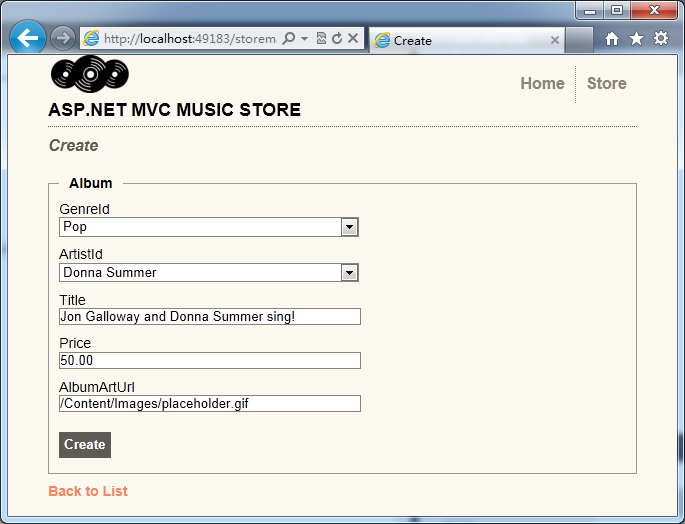 http://localhost:49183/storem
Create
Home
Store
ASP.NET MVC MUSIC STORE
Create
Album
GenreId
Pop
ArtistId
Donna Summer
Title
Jon Galloway and Donna Summer sing!
Price
50.00
AlbumArtUrl
/Content/Images/placeholder.gif
Create
Back to List